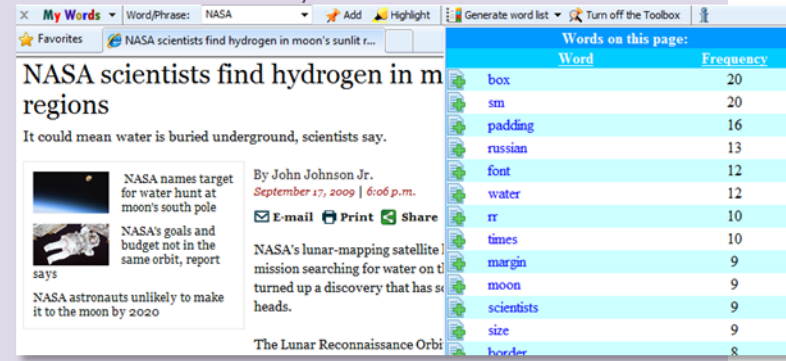 My Words Word/Phrase: NASA Add Highlight Generate word list Turn off the Toolbox
Favorites NASA scientists find hydrogen in moon's sunlit r...
NASA scientists find hydrogen in m
regions
It could mean water is buried underground, scientists say.
NASA names target
for water hunt at
moon's south pole
NASA's goals and
budget not in the
same orbit, report
says
NASA astronauts unlikely to make
it to the moon by 2020
By John Johnson Jr.
September 17, 2009 | 6:06 p.m.
E-mail Print Share
NASA's lunar-mapping satellite
mission searching for water on
turned up a discovery that has
heads.
The Lunar Reconnaissance Orbi
Words on this page:
Word Frequency
box 20
sm 20
padding 16
russian 13
font 12
water 12
rr 10
times 10
margin 9
moon 9
scientists 9
size 9
border 8